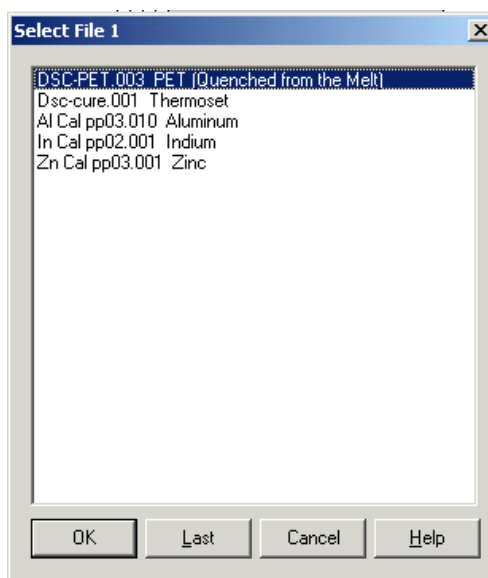 Select File 1
DSC-PET.003 PET (Quenched from the Melt)
Dsc-cure.001 Thermoset
Al Cal pp03.010 Aluminum
In Cal pp02.001 Indium
Zn Cal pp03.001 Zinc
OK Last Cancel Help